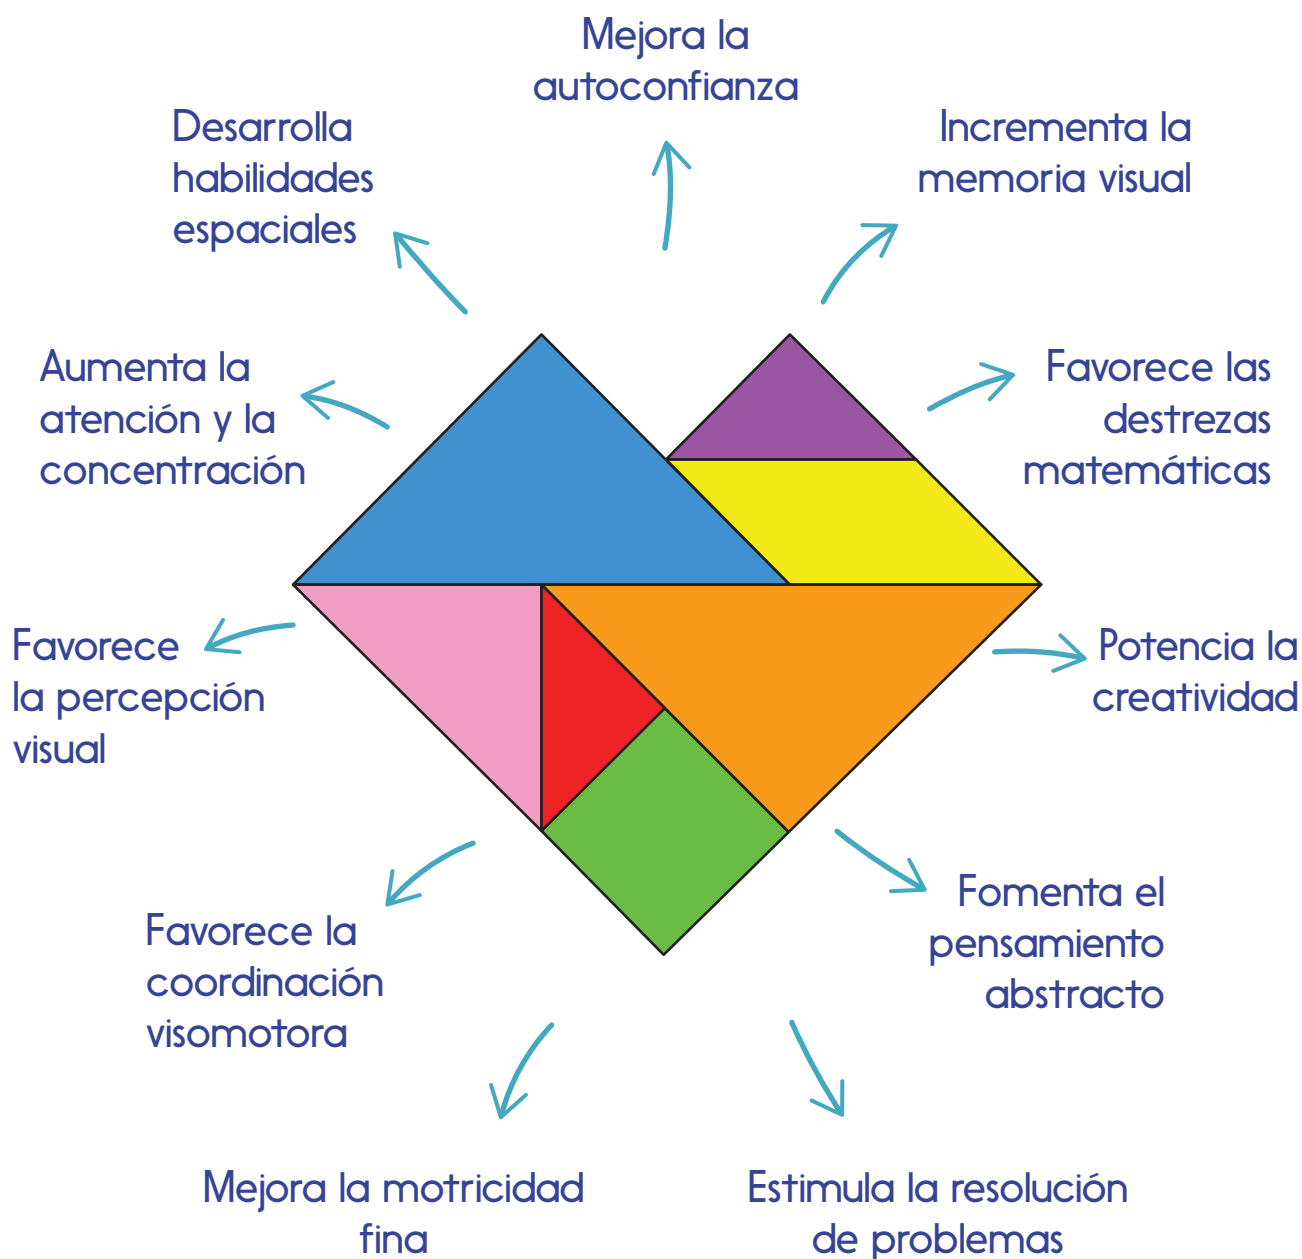 Mejora la
autoconfianza
Desarrolla
habilidades
espaciales
Incrementa la
memoria visual
Aumenta la
atención y la
concentración
Favorece las
destrezas
matemáticas
Favorece
la percepción
visual
Potencia la
creatividad
Favorece la
coordinación
visomotora
Fomenta el
pensamiento
abstracto
Mejora la motricidad
fina
Estimula la resolución
de problemas